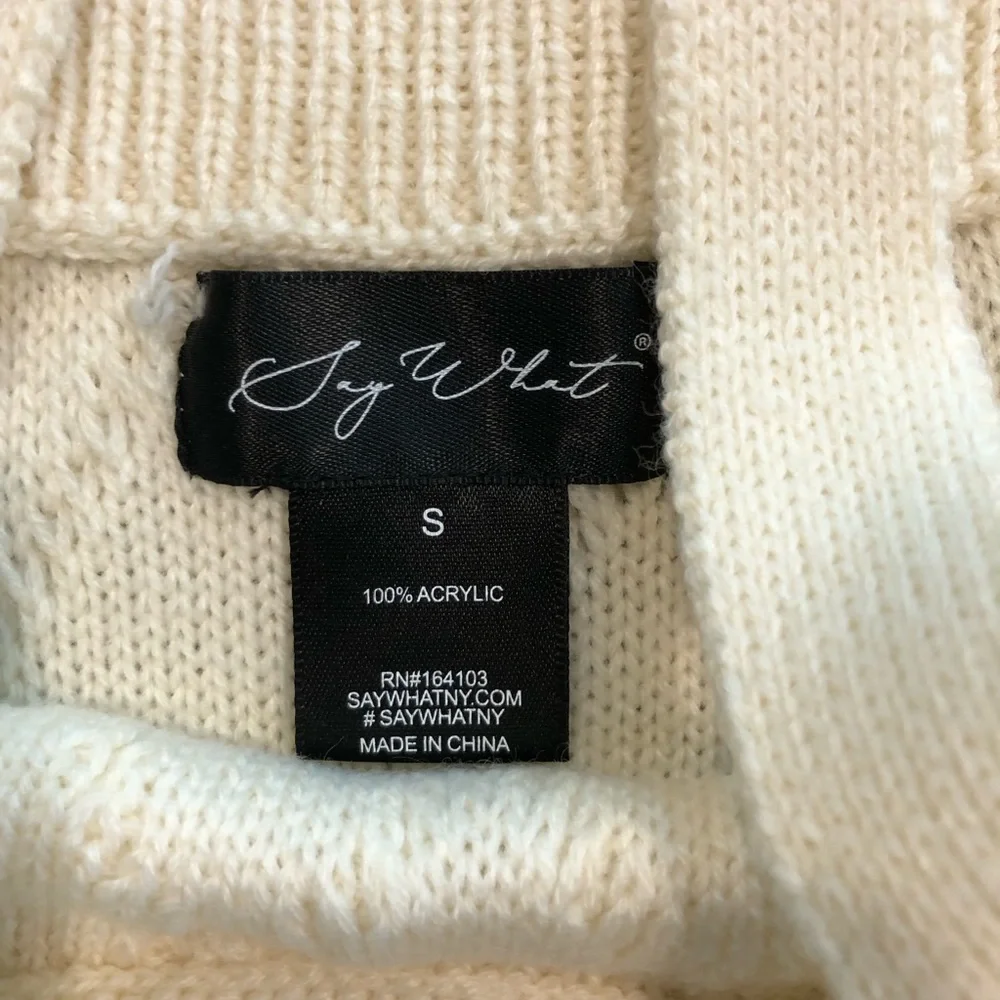 Say What®
S
100% ACRYLIC
RN#164103
SAYWHATNY.COM
# SAYWHATNY
MADE IN CHINA